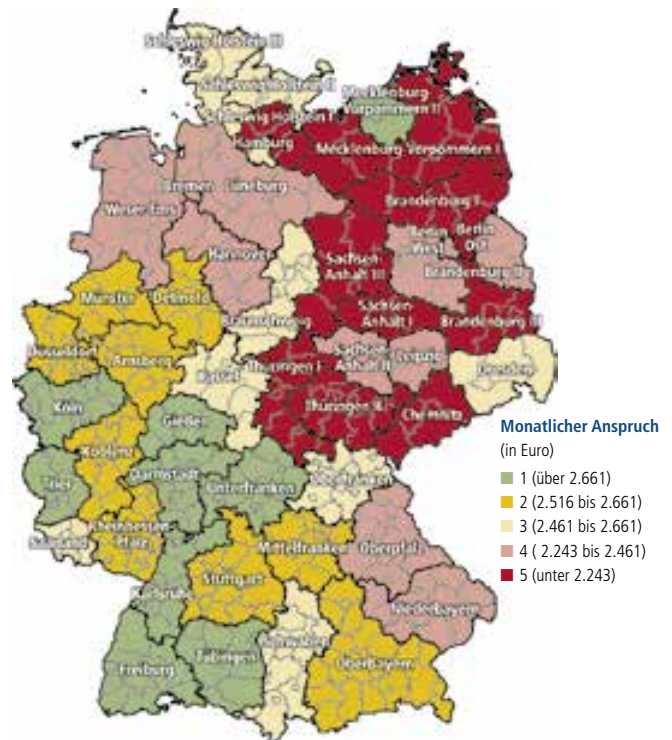 Schleswig Holstein III
Schleswig Holstein II
Schleswig Holstein I
Mecklenburg-
Vorpommern II
Hamburg
Mecklenburg-Vorpommern I
Bremen
Lüneburg
Weser-Ems
Brandenburg I
Berlin
West
Berlin
Ost
Hannover
Sachsen-
Anhalt III
Brandenburg II
Münster
Detmold
Braunschweig
Sachsen-
Anhalt I
Brandenburg III
Düsseldorf
Arnsberg
Kassel
Thüringen I
Sachsen-
Anhalt II
Leipzig
Dresden
Köln
Gießen
Thüringen II
Chemnitz
Koblenz
Trier
Darmstadt
Unterfranken
Oberfranken
Saarland
Rheinhessen-
Pfalz
Mittelfranken
Oberpfalz
Stuttgart
Karlsruhe
Niederbayern
Freiburg
Tübingen
Schwaben
Oberbayern
Monatlicher Anspruch
(in Euro)
1 (über 2.661)
2 (2.516 bis 2.661)
3 (2.461 bis 2.661)
4 ( 2.243 bis 2.461)
5 (unter 2.243)